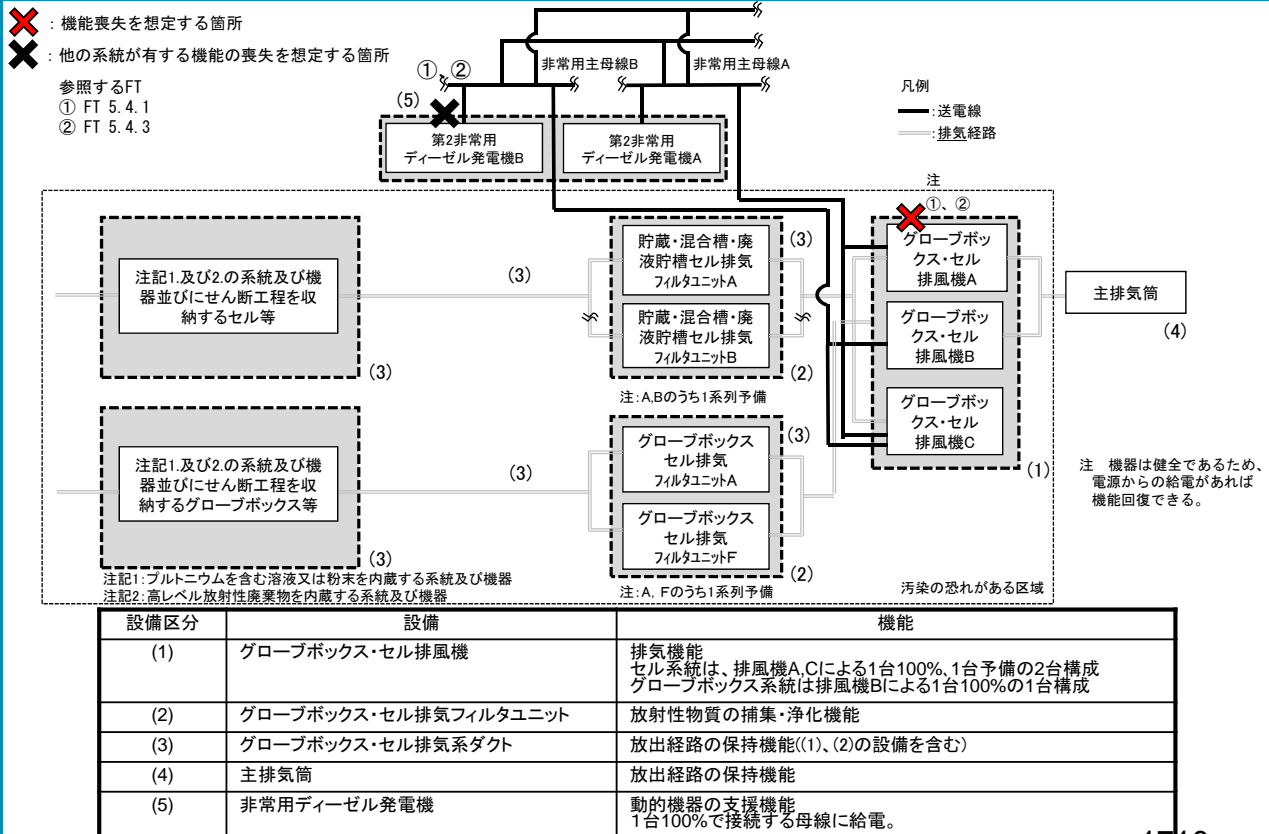 ：機能喪失を想定する箇所
：他の系統が有する機能の喪失を想定する箇所
参照するFT
① FT 5.4.1
② FT 5.4.3
①、②
非常用主母線B
非常用主母線A
(5)
第2非常用
ディーゼル発電機B
第2非常用
ディーゼル発電機A
凡例
：送電線
：排気経路
注
①、②
注記1.及び2.の系統及び機
器並びにせん断工程を収
納するセル等
(3)
(3)
貯蔵・混合槽・廃
液貯槽セル排気
フィルタユニットA
(3)
貯蔵・混合槽・廃
液貯槽セル排気
フィルタユニットB
(2)
注：A,Bのうち1系列予備
グローブボッ
クス・セル
排風機A
グローブボッ
クス・セル
排風機B
グローブボッ
クス・セル
排風機C
(1)
主排気筒
(4)
注記1.及び2.の系統及び機
器並びにせん断工程を収
納するグローブボックス等
(3)
(3)
グローブボックス
セル排気
フィルタユニットA
(3)
グローブボックス
セル排気
フィルタユニットF
(2)
注：A, Fのうち1系列予備
注　機器は健全であるため、
電源からの給電があれば
機能回復できる。
注記1：プルトニウムを含む溶液又は粉末を内蔵する系統及び機器
注記2：高レベル放射性廃棄物を内蔵する系統及び機器
汚染の恐れがある区域
設備区分 設備 機能
(1) グローブボックス・セル排風機 排気機能
セル系統は、排風機A,Cによる1台100%、1台予備の2台構成
グローブボックス系統は排風機Bによる1台100%の1台構成
(2) グローブボックス・セル排気フィルタユニット 放射性物質の捕集・浄化機能
(3) グローブボックス・セル排気系ダクト 放出経路の保持機能((1)、(2)の設備を含む)
(4) 主排気筒 放出経路の保持機能
(5) 非常用ディーゼル発電機 動的機器の支援機能
1台100%で接続する母線に給電。